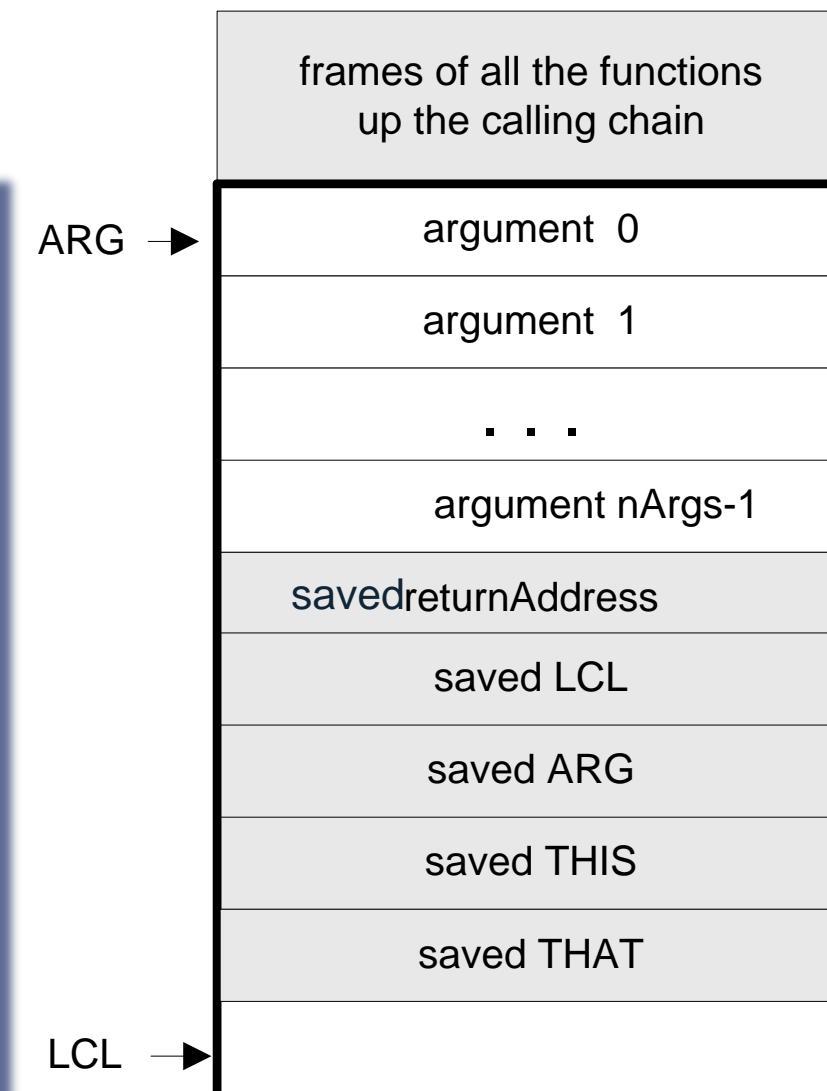 frames of all the functions
up the calling chain
ARG
argument 0
argument 1
. . .
argument nArgs-1
savedreturnAddress
saved LCL
saved ARG
saved THIS
saved THAT
LCL